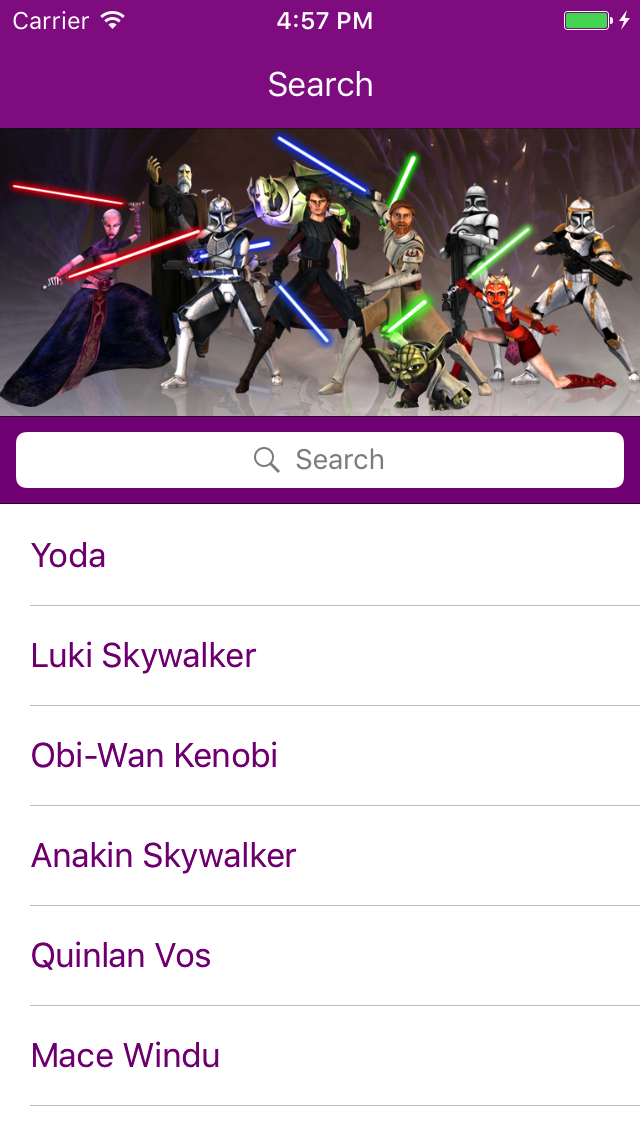 Carrier 4:57 PM
Search
Search
Yoda
Luki Skywalker
Obi-Wan Kenobi
Anakin Skywalker
Quinlan Vos
Mace Windu